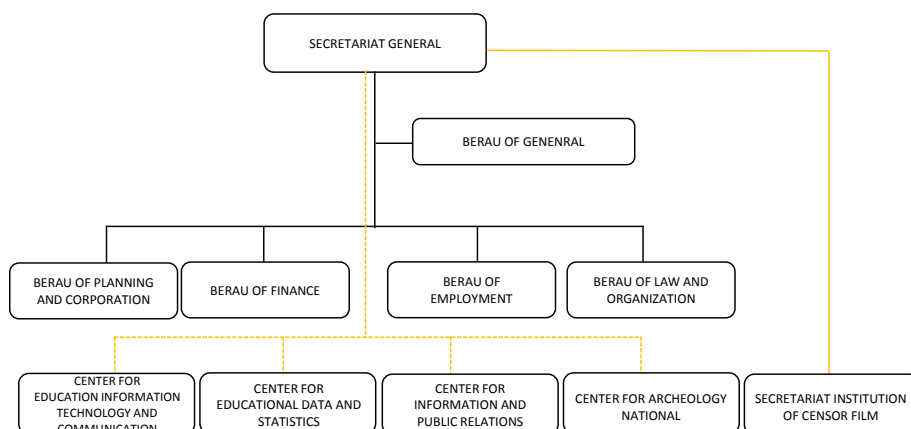 SECRETARIAT GENERAL
BERAU OF GENENRAL
BERAU OF PLANNING
AND CORPORATION
BERAU OF FINANCE
BERAU OF
EMPLOYMENT
BERAU OF LAW AND
ORGANIZATION
CENTER FOR
EDUCATION INFORMATION
TECHNOLOGY AND
COMMUNICATION
CENTER FOR
EDUCATIONAL DATA AND
STATISTICS
CENTER FOR
INFORMATION AND
PUBLIC RELATIONS
CENTER FOR ARCHEOLOGY
NATIONAL
SECRETARIAT INSTITUTION
OF CENSOR FILM